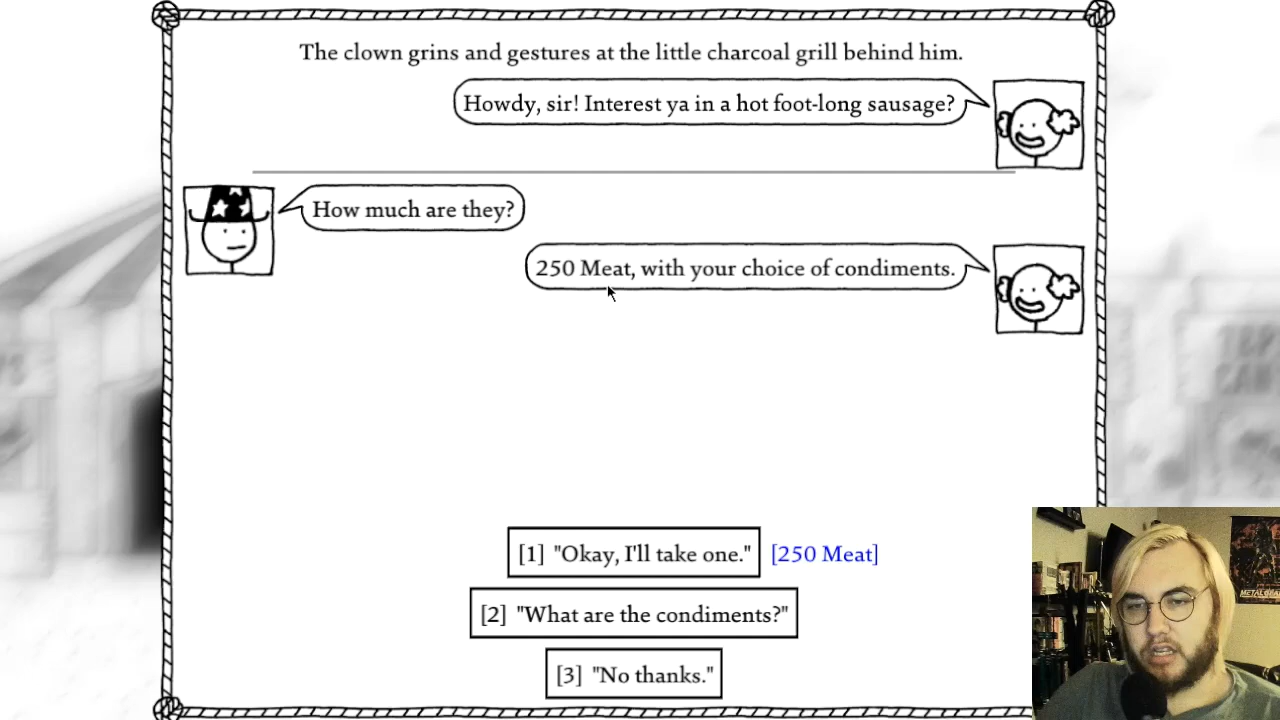 The clown grins and gestures at the little charcoal grill behind him.
Howdy, sir! Interest ya in a hot foot-long sausage?
How much are they?
250 Meat, with your choice of condiments.
[1] "Okay, I'll take one." [250 Meat]
[2] "What are the condiments?"
[3] "No thanks."